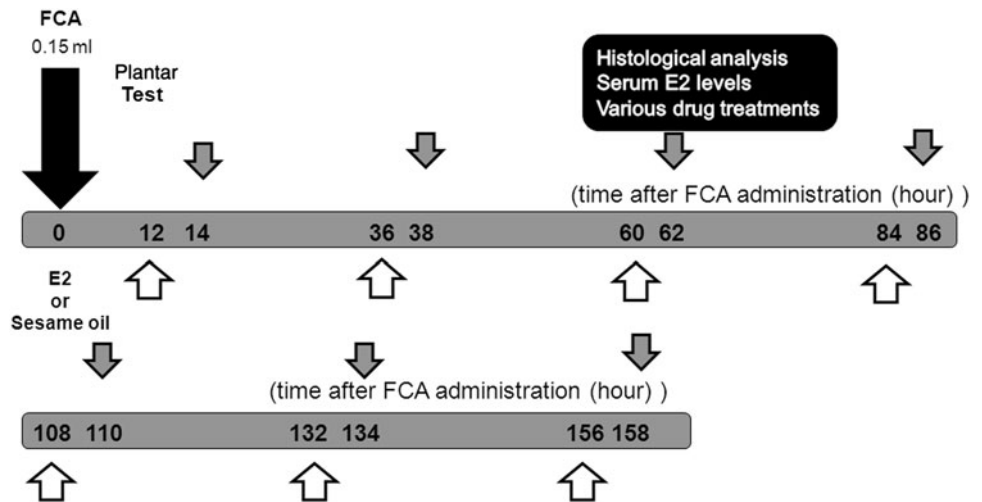 FCA
0.15 ml
Plantar
Test
Histological analysis
Serum E2 levels
Various drug treatments
(time after FCA administration (hour) )
0 12 14 36 38 60 62 84 86
E2
or
Sesame oil
(time after FCA administration (hour) )
108 110 132 134 156 158